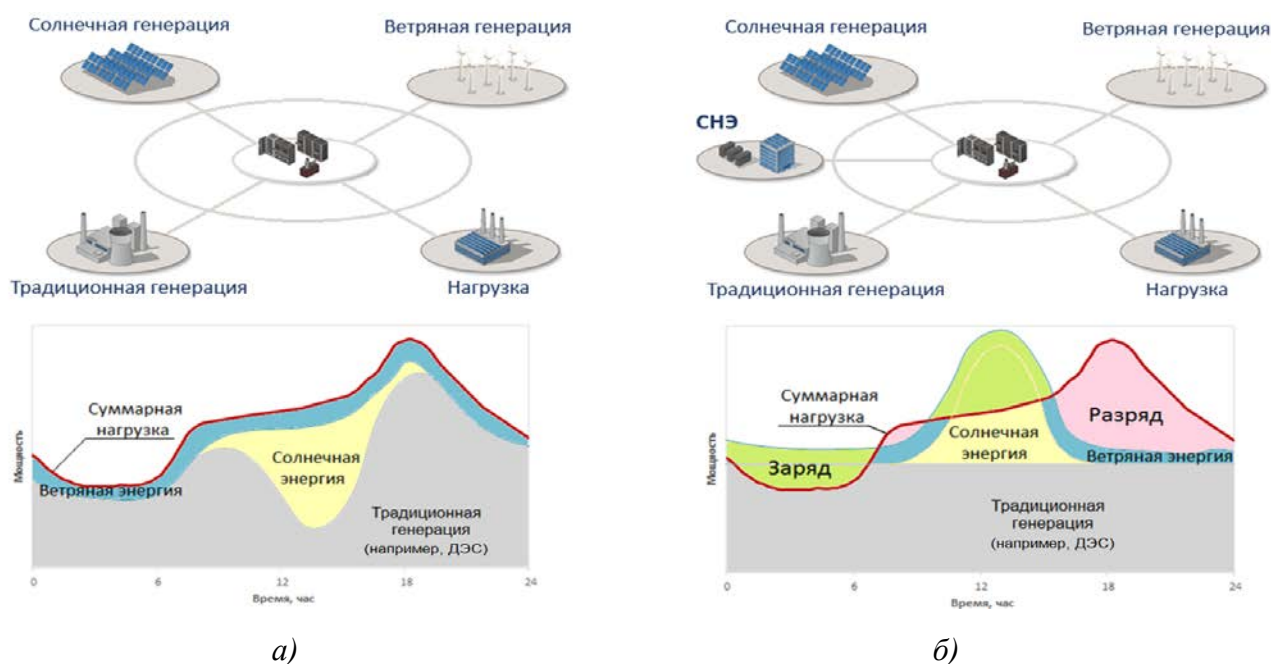 Солнечная генерация
Ветряная генерация
Традиционная генерация
Нагрузка
Мощность
Суммарная
нагрузка
Ветряная энергия
Солнечная
энергия
Традиционная
генерация
(например, ДЭС)
0
6
12
18
24
Время, час
а)
Солнечная генерация
Ветряная генерация
СНЭ
Традиционная генерация
Нагрузка
Мощность
Суммарная
нагрузка
Заряд
Солнечная
энергия
Разряд
Ветряная энергия
Традиционная
генерация
(например, ДЭС)
0
6
12
18
24
Время, час
б)